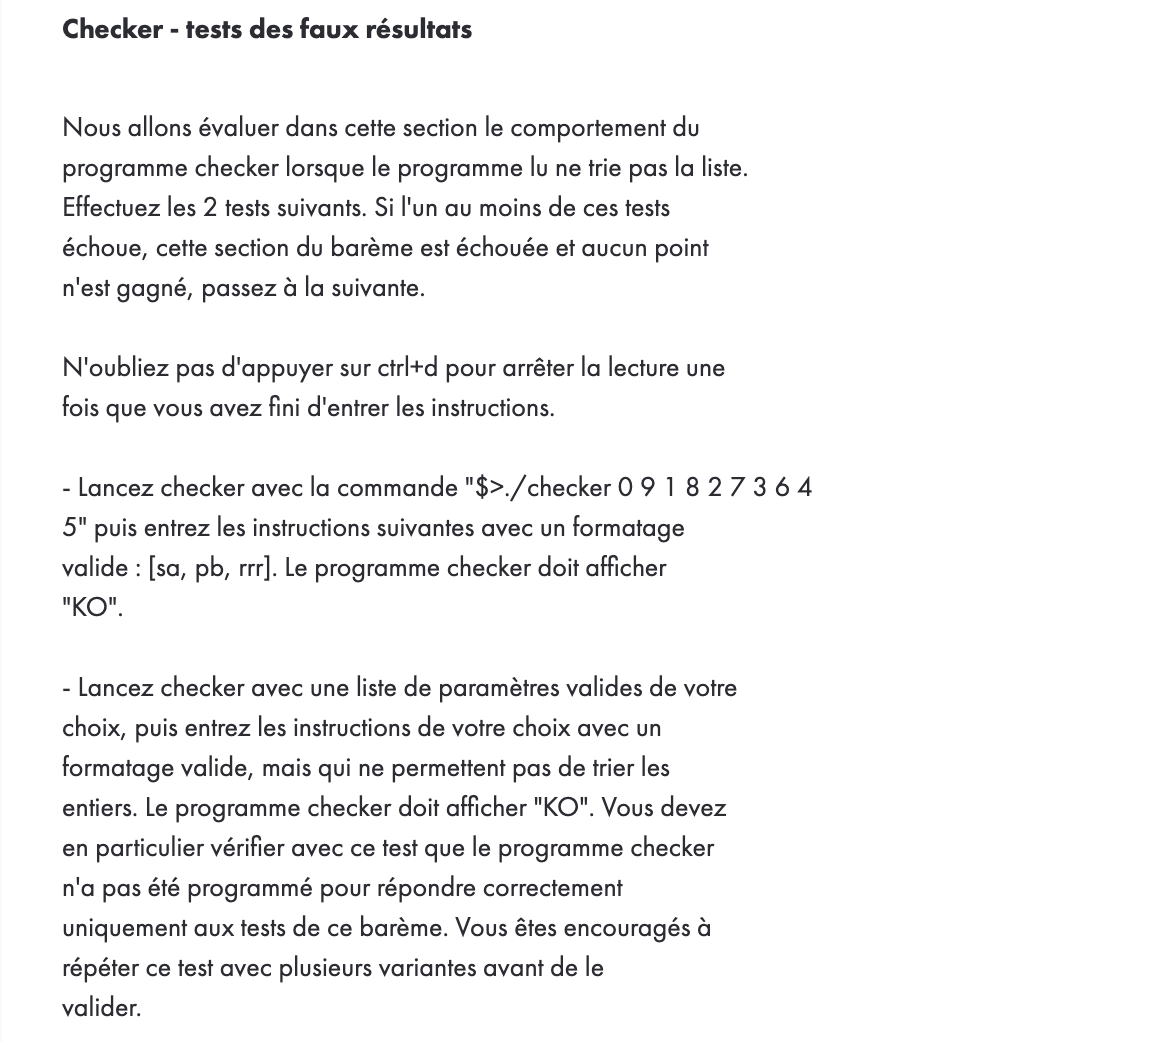 Checker - tests des faux résultats
Nous allons évaluer dans cette section le comportement du
programme checker lorsque le programme lu ne trie pas la liste.
Effectuez les 2 tests suivants. Si l'un au moins de ces tests
échoue, cette section du barème est échouée et aucun point
n'est gagné, passez à la suivante.
N'oubliez pas d'appuyer sur ctrl+d pour arrêter la lecture une
fois que vous avez fini d'entrer les instructions.
- Lancez checker avec la commande "$>./checker 0 9 1 8 2 7 3 6 4
5" puis entrez les instructions suivantes avec un formatage
valide : [sa, pb, rrr]. Le programme checker doit afficher
"KO".
- Lancez checker avec une liste de paramètres valides de votre
choix, puis entrez les instructions de votre choix avec un
formatage valide, mais qui ne permettent pas de trier les
entiers. Le programme checker doit afficher "KO". Vous devez
en particulier vérifier avec ce test que le programme checker
n'a pas été programmé pour répondre correctement
uniquement aux tests de ce barème. Vous êtes encouragés à
répéter ce test avec plusieurs variantes avant de le
valider.